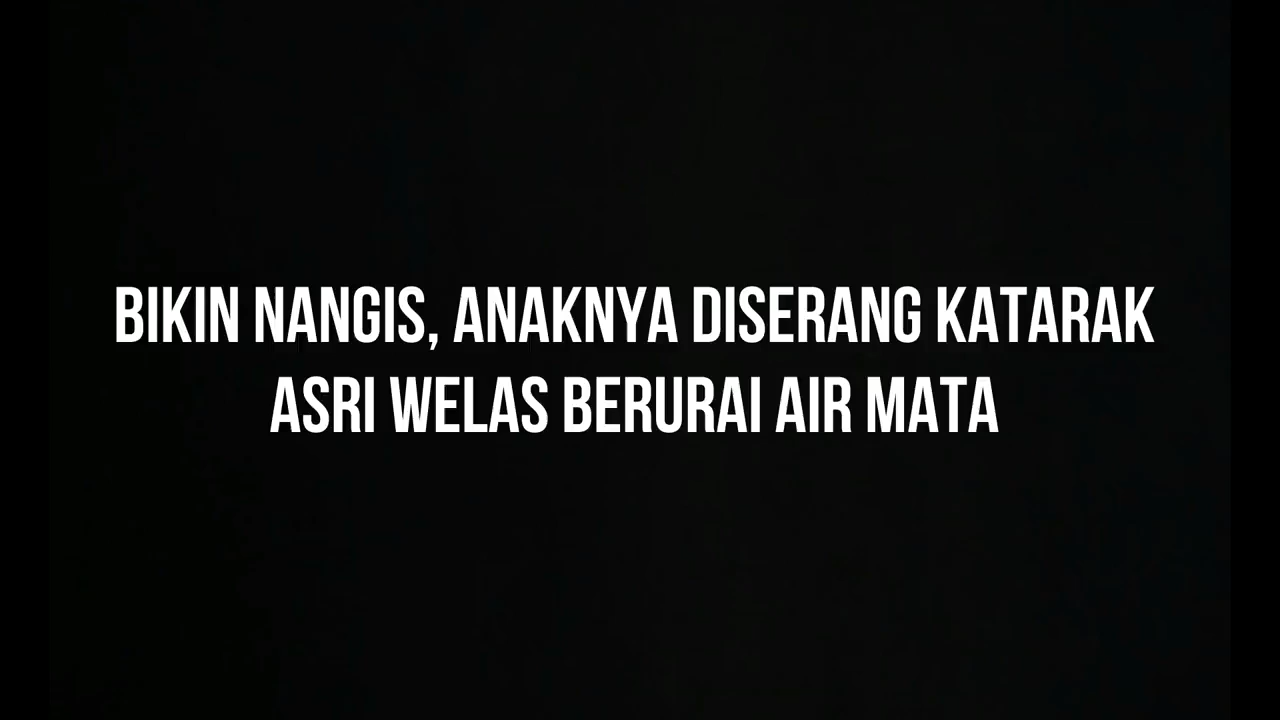 BIKIN NANGIS, ANAKNYA DISERANG KATARAK
ASRI WELAS BERURAI AIR MATA